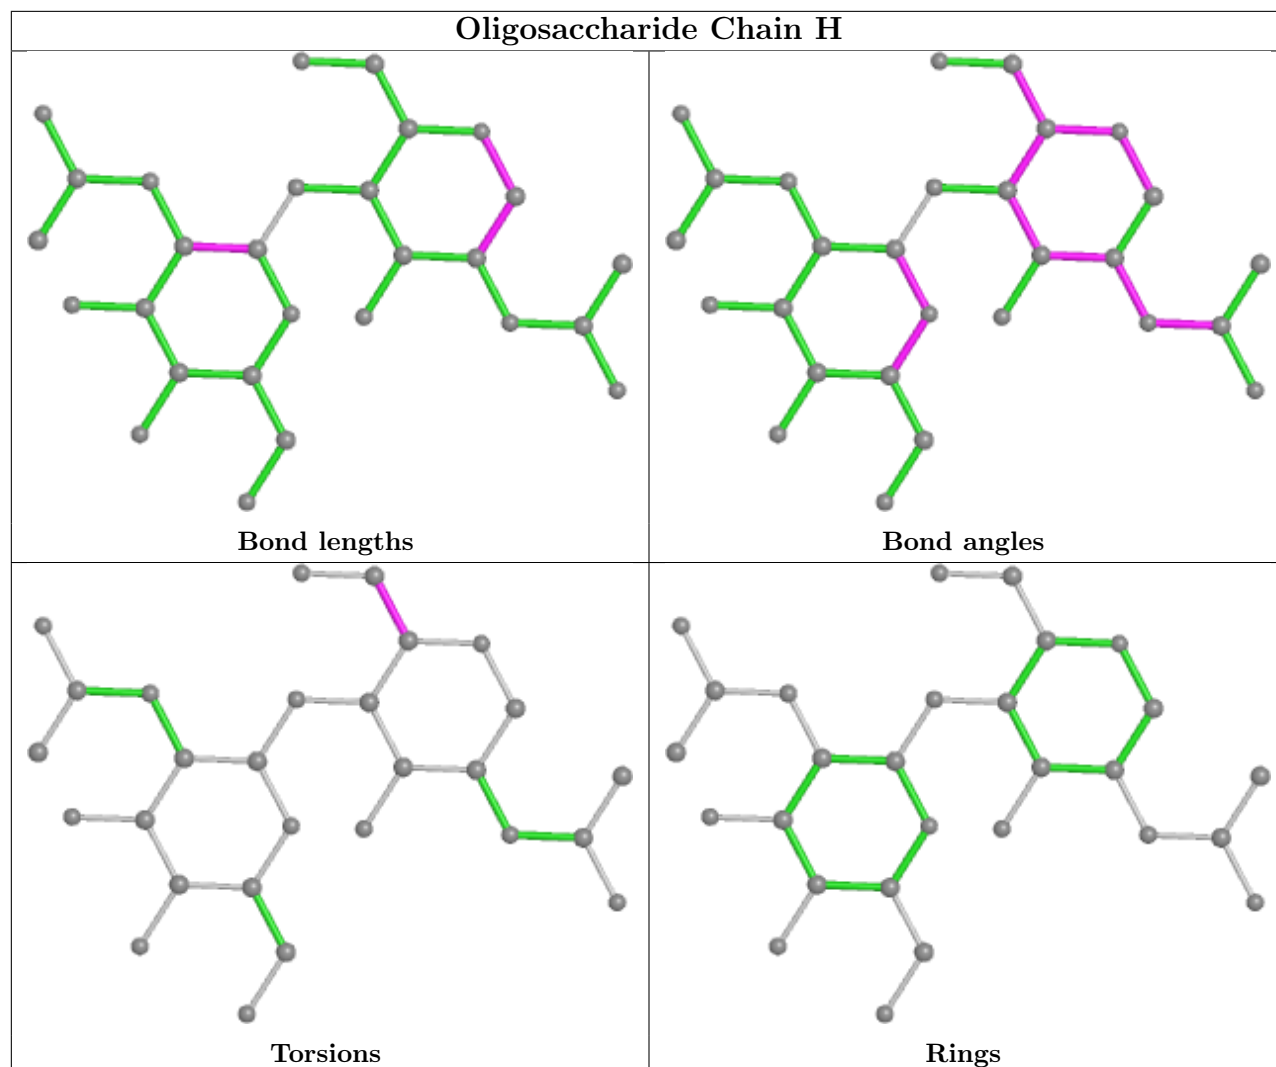 Oligosaccharide Chain H
Bond lengths
Bond angles
Torsions
Rings